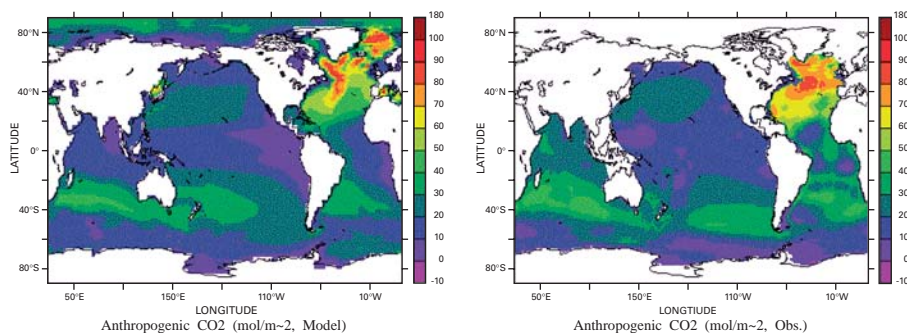 180
100
90
80
70
60
50
40
30
20
10
0
-10
80°N
40°N
0°
40°S
80°S
LATITUDE
50°E 150°E 110°W 10°W
LONGITUDE
Anthropogenic CO2 (mol/m~2, Model)
180
100
90
80
70
60
50
40
30
20
10
0
-10
80°N
40°N
0°
40°S
80°S
LATITUDE
50°E 150°E 110°W 10°W
LONGITIUDE
Anthropogenic CO2 (mol/m~2, Obs.)